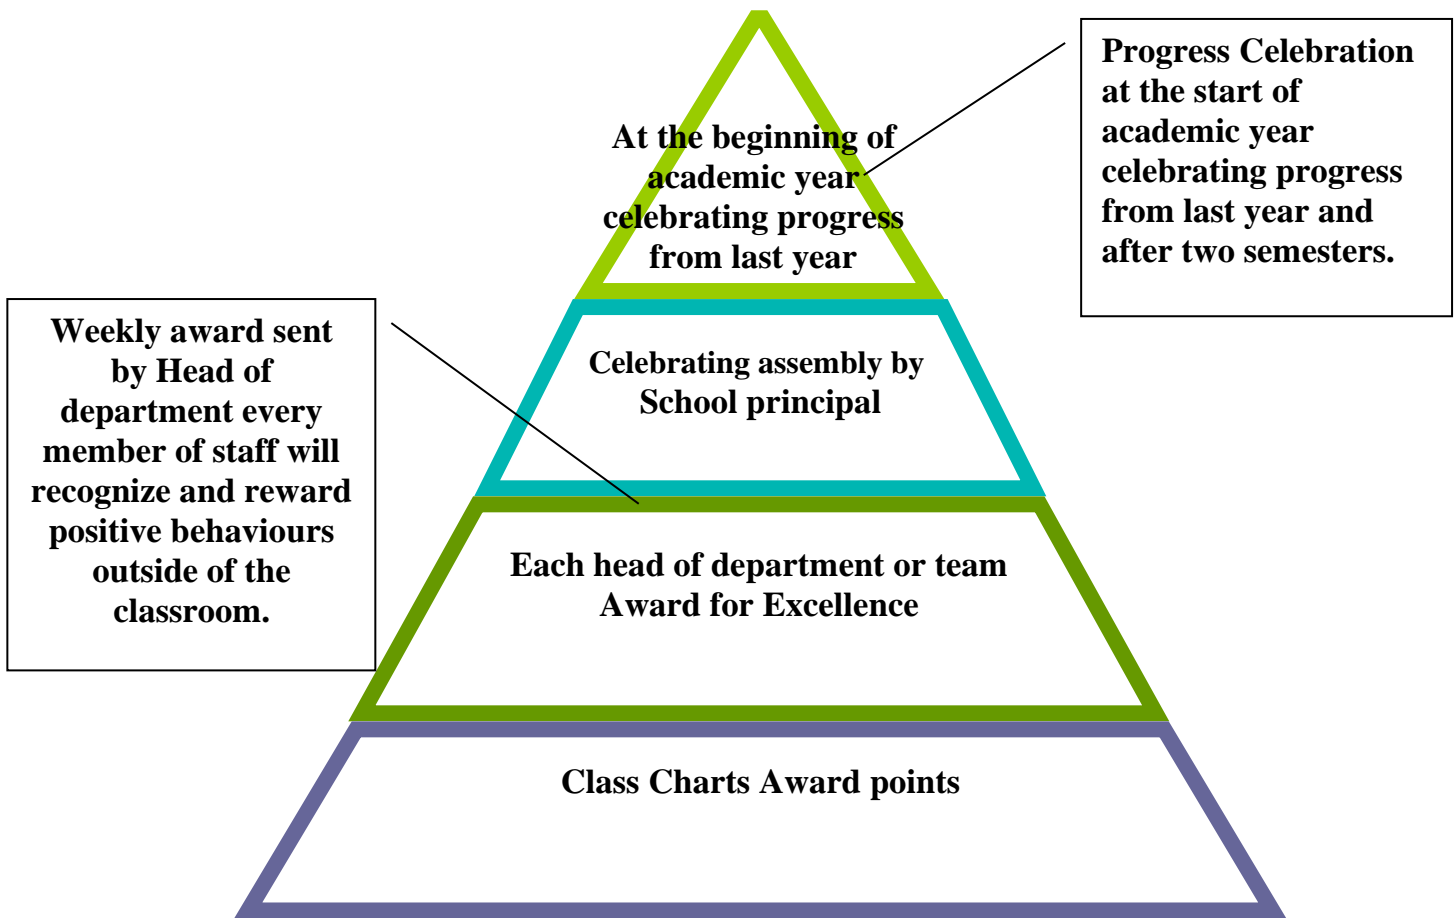 At the beginning of
academic year
celebrating progress
from last year
Progress Celebration
at the start of
academic year
celebrating progress
from last year and
after two semesters.
Celebrating assembly by
School principal
Weekly award sent
by Head of
department every
member of staff will
recognize and reward
positive behaviours
outside of the
classroom.
Each head of department or team
Award for Excellence
Class Charts Award points